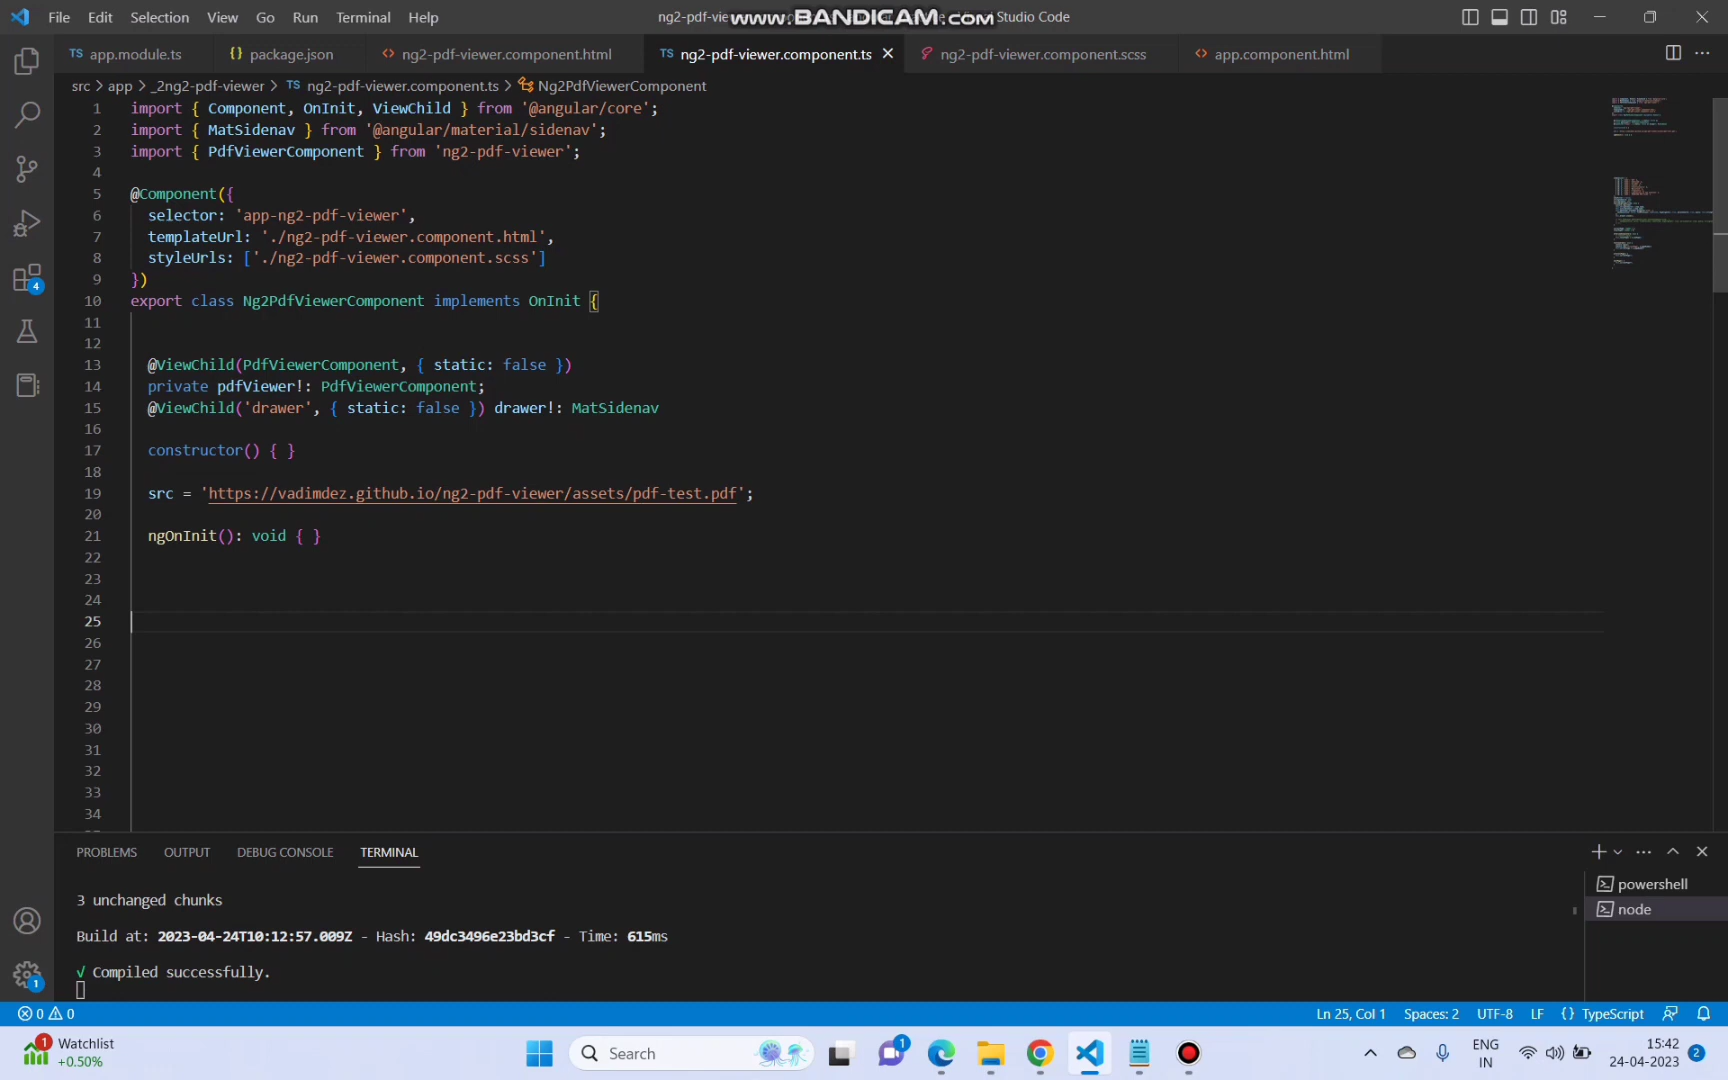 File Edit Selection View Go Run Terminal Help
ng2-pdf-vie
www.BANDICAM.com
Studio Code
app.module.ts package.json ng2-pdf-viewer.component.html ng2-pdf-viewer.component.ts ng2-pdf-viewer.component.scss app.component.html
src > app > _2ng2-pdf-viewer > TS ng2-pdf-viewer.component.ts > Ng2PdfViewerComponent
1 import { Component, OnInit, ViewChild } from '@angular/core';
2 import { MatSidenav } from '@angular/material/sidenav';
3 import { PdfViewerComponent } from 'ng2-pdf-viewer';
4
5 @Component({
6 selector: 'app-ng2-pdf-viewer',
7 templateUrl: './ng2-pdf-viewer.component.html',
8 styleUrls: ['./ng2-pdf-viewer.component.scss']
9 })
10 export class Ng2PdfViewerComponent implements OnInit {
11
12
13 @ViewChild(PdfViewerComponent, { static: false })
14 private pdfViewer!: PdfViewerComponent;
15 @ViewChild('drawer', { static: false }) drawer!: MatSidenav
16
17 constructor() { }
18
19 src = 'https://vadimdez.github.io/ng2-pdf-viewer/assets/pdf-test.pdf';
20
21 ngOnInit(): void { }
22
23
24
25
26
27
28
29
30
31
32
33
34
PROBLEMS OUTPUT DEBUG CONSOLE TERMINAL
3 unchanged chunks
Build at: 2023-04-24T10:12:57.009Z - Hash: 49dc3496e23bd3cf - Time: 615ms
√ Compiled successfully.
powershell
node
4
1
0 0
Ln 25, Col 1 Spaces: 2 UTF-8 LF {} TypeScript
1 Watchlist
+0.50%
Search
1
ENG
IN
15:42
24-04-2023
2